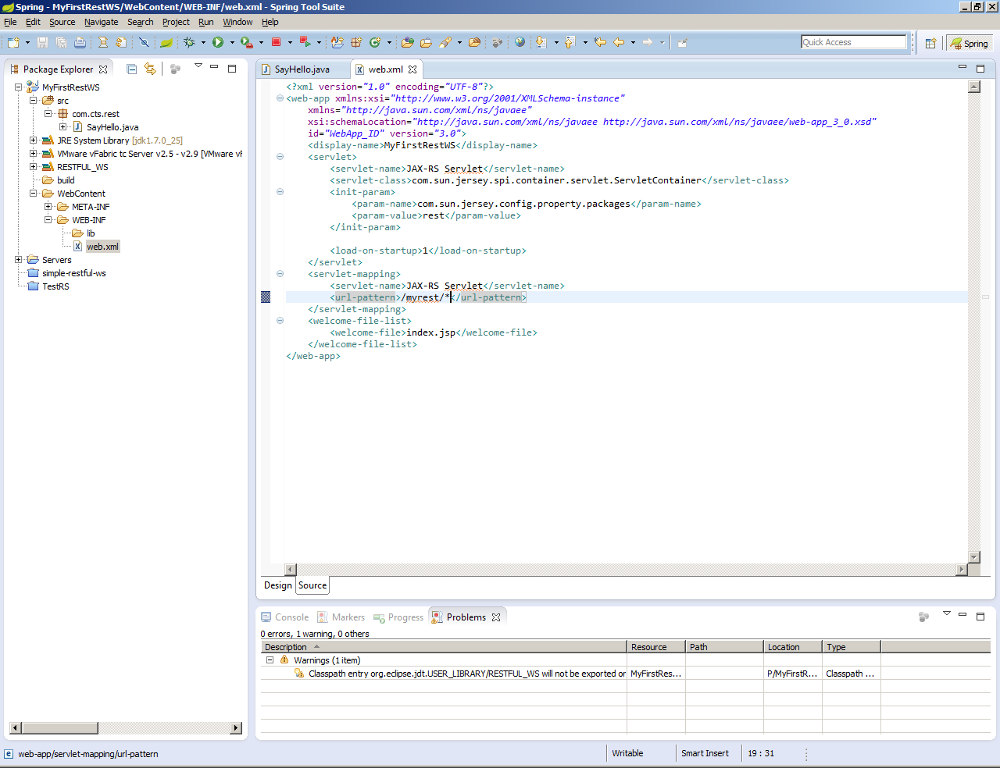 Spring - MyFirstRestWS/WebContent/WEB-INF/web.xml - Spring Tool Suite
File Edit Source Navigate Search Project Run Window Help
Quick Access
Spring
Package Explorer
MyFirstRestWS
src
com.cts.rest
SayHello.java
JRE System Library [jdk1.7.0_25]
VMware vFabric tc Server v2.5 - v2.9 [VMware vf
RESTFUL_WS
build
WebContent
META-INF
WEB-INF
lib
web.xml
Servers
simple-restful-ws
TestRS
SayHello.java web.xml
<?xml version="1.0" encoding="UTF-8"?>
<web-app xmlns:xsi="http://www.w3.org/2001/XMLSchema-instance"
xmlns="http://java.sun.com/xml/ns/javaee"
xsi:schemaLocation="http://java.sun.com/xml/ns/javaee http://java.sun.com/xml/ns/javaee/web-app_3_0.xsd"
id="WebApp_ID" version="3.0">
<display-name>MyFirstRestWS</display-name>
<servlet>
<servlet-name>JAX-RS Servlet</servlet-name>
<servlet-class>com.sun.jersey.spi.container.servlet.ServletContainer</servlet-class>
<init-param>
<param-name>com.sun.jersey.config.property.packages</param-name>
<param-value>rest</param-value>
</init-param>
<load-on-startup>1</load-on-startup>
</servlet>
<servlet-mapping>
<servlet-name>JAX-RS Servlet</servlet-name>
<url-pattern>/myrest/*</url-pattern>
</servlet-mapping>
<welcome-file-list>
<welcome-file>index.jsp</welcome-file>
</welcome-file-list>
</web-app>
Design Source
Console Markers Progress Problems
0 errors, 1 warning, 0 others
Description Resource Path Location Type
Warnings (1 item)
Classpath entry org.eclipse.jdt.USER_LIBRARY/RESTFUL_WS will not be exported or MyFirstRes... P/MyFirstR... Classpath ...
web-app/servlet-mapping/url-pattern Writable Smart Insert 19 : 31